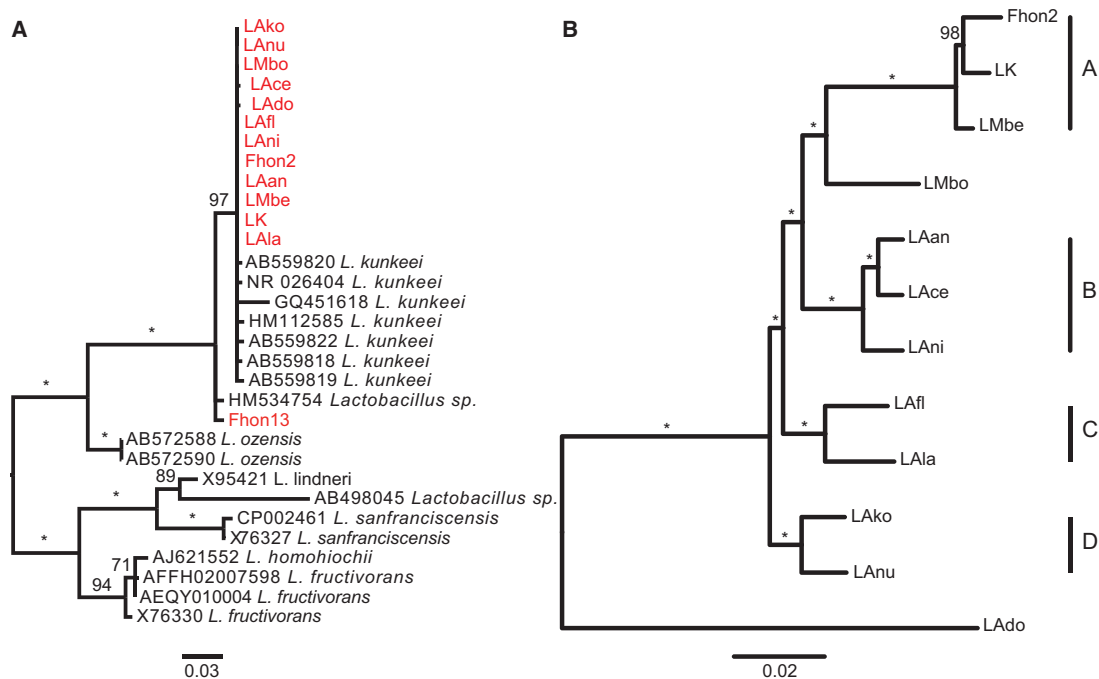 A
LAko
LAnu
LMbo
LAce
LAdo
LAfl
LAni
Fhon2
LAan
LMbe
LK
LAla
97
AB559820 L. kunkeei
NR 026404 L. kunkeei
GQ451618 L. kunkeei
HM112585 L. kunkeei
AB559822 L. kunkeei
AB559818 L. kunkeei
AB559819 L. kunkeei
HM534754 Lactobacillus sp.
Fhon13
*
*
*
AB572588 L. ozensis
AB572590 L. ozensis
89
X95421 L. lindneri
AB498045 Lactobacillus sp.
*
*
CP002461 L. sanfranciscensis
X76327 L. sanfranciscensis
*
71
AJ621552 L. homohiochii
94
AFFH02007598 L. fructivorans
AEQY010004 L. fructivorans
X76330 L. fructivorans
0.03
B
Fhon2
98
LK
*
LMbe
A
*
LMbo
*
LAan
*
LAce
*
LAni
B
*
LAfl
*
LAla
C
*
LAko
*
LAnu
D
LAdo
0.02